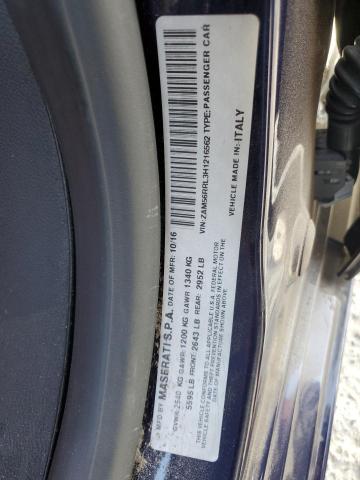 MFD BY MASERATI S.P.A. DATE OF MFR: 10/16
GVWR: 2540 KG GAWR: 1200 KG GAWR 1340 KG
5595 LB FRONT: 2643 LB REAR: 2952 LB
THIS VEHICLE CONFORMS TO ALL APPLICABLE U.S.A. FEDERAL MOTOR
VEHICLE SAFETY AND THEFT PREVENTION STANDARDS IN EFFECT ON THE
DATE OF MANUFACTURE SHOWN ABOVE.
VIN-ZAM56RRL3H1216562 TYPE:PASSENGER CAR
VEHICLE MADE IN:-ITALY